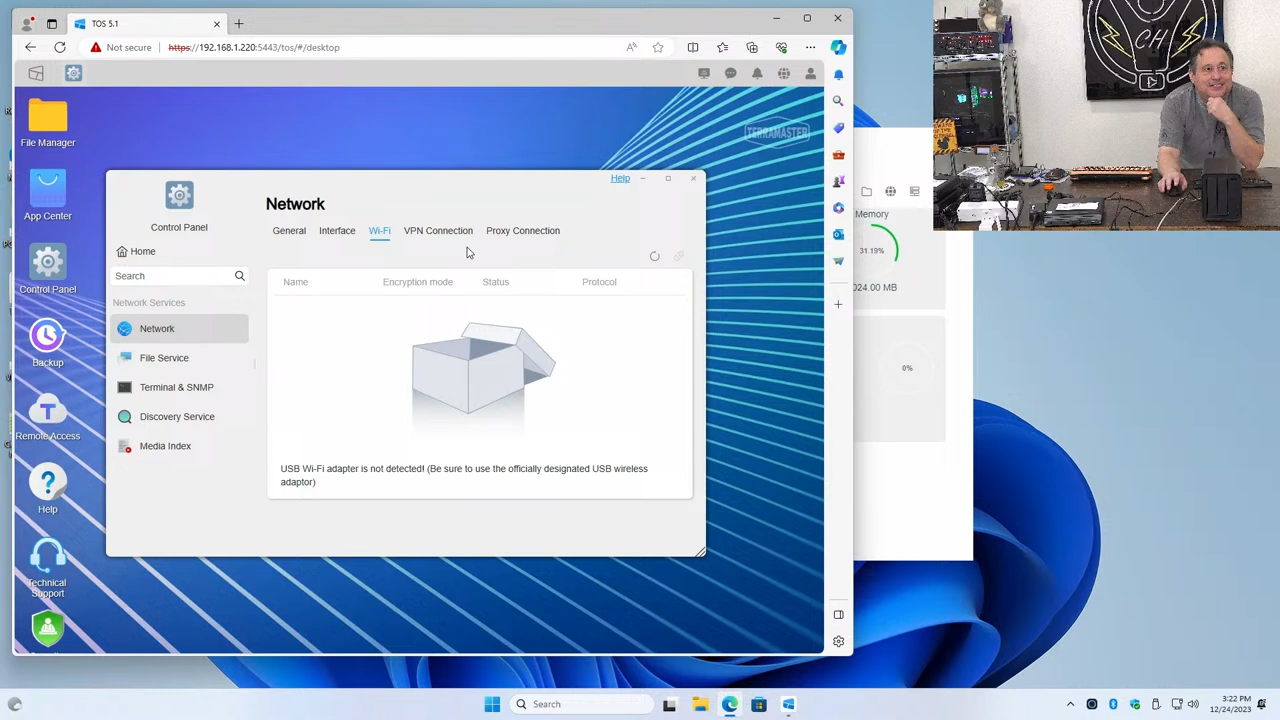 TOS 5.1
Not secure
https://192.168.1.220:5443/tos/#/desktop
File Manager
App Center
Control Panel
Backup
Remote Access
Help
Technical
Support
TERRAMASTER
Help
Control Panel
Home
Search
Network Services
Network
File Service
Terminal & SNMP
Discovery Service
Media Index
Network
General
Interface
Wi-Fi
VPN Connection
Proxy Connection
Name
Encryption mode
Status
Protocol
USB Wi-Fi adapter is not detected! (Be sure to use the officially designated USB wireless
adaptor)
Memory
31.19%
024.00 MB
0%
CH
Search
3:22 PM
12/24/2023